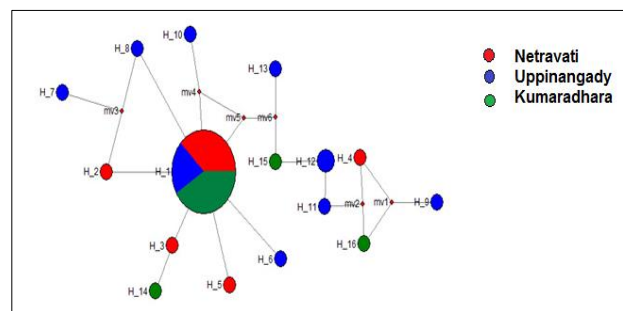 H_10
H_8
Netravati
H_13
Uppinangady
H_7
mv4
Kumaradhara
mv3
mv5
mv6
H_15
H_12
H_4
H_2
H_1
H_11
mv2
mv1
H_9
H_3
H_16
H_6
H_14
H_5